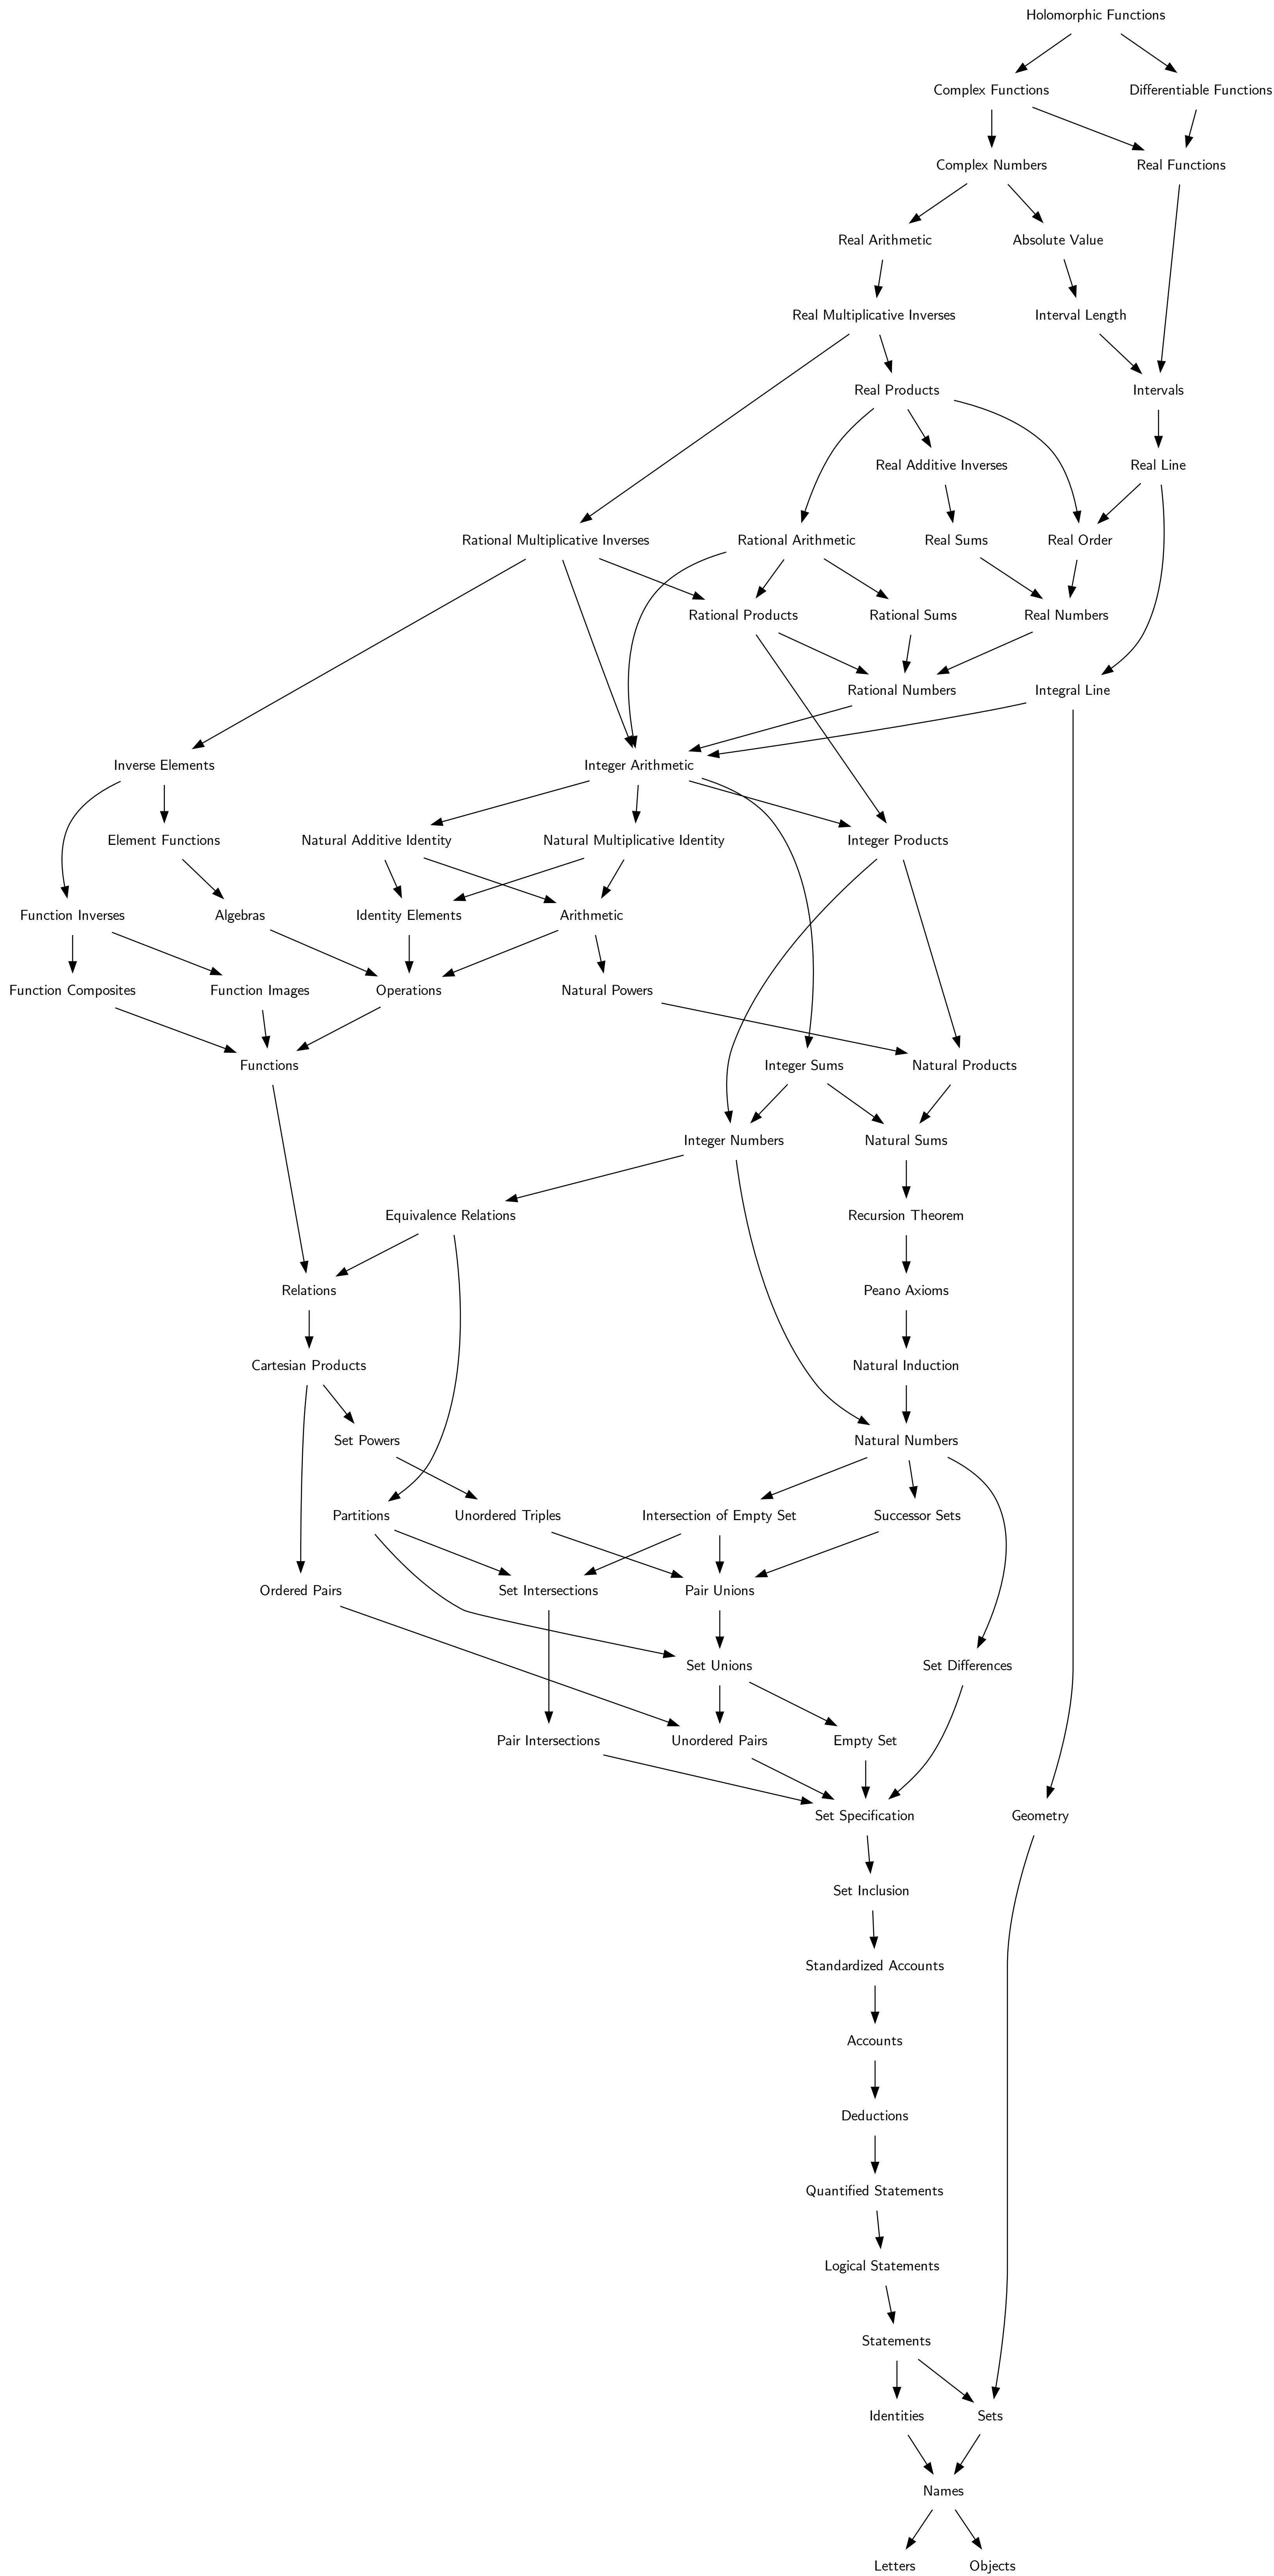 Holomorphic Functions
Complex Functions
Differentiable Functions
Complex Numbers
Real Functions
Real Arithmetic
Absolute Value
Real Multiplicative Inverses
Interval Length
Real Products
Intervals
Real Additive Inverses
Real Line
Rational Multiplicative Inverses
Rational Arithmetic
Real Sums
Real Order
Rational Products
Rational Sums
Real Numbers
Rational Numbers
Integral Line
Inverse Elements
Integer Arithmetic
Element Functions
Natural Additive Identity
Natural Multiplicative Identity
Integer Products
Function Inverses
Algebras
Identity Elements
Arithmetic
Function Composites
Function Images
Operations
Natural Powers
Functions
Integer Sums
Natural Products
Integer Numbers
Natural Sums
Equivalence Relations
Recursion Theorem
Relations
Peano Axioms
Cartesian Products
Natural Induction
Set Powers
Natural Numbers
Partitions
Unordered Triples
Intersection of Empty Set
Successor Sets
Ordered Pairs
Set Intersections
Pair Unions
Set Unions
Set Differences
Pair Intersections
Unordered Pairs
Empty Set
Set Specification
Geometry
Set Inclusion
Standardized Accounts
Accounts
Deductions
Quantified Statements
Logical Statements
Statements
Identities
Sets
Names
Letters
Objects